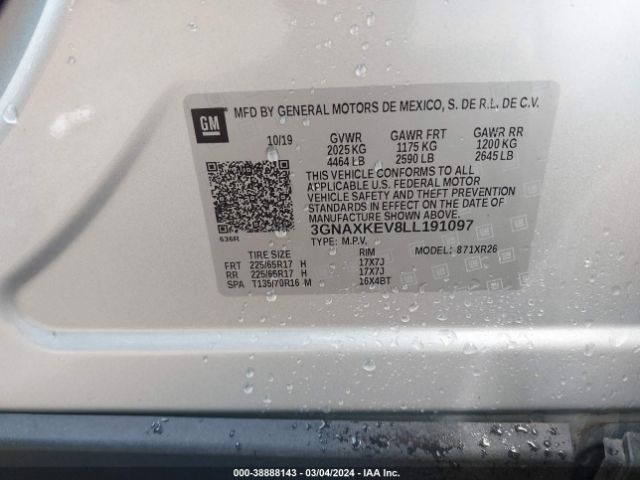 GM
MFD BY GENERAL MOTORS DE MEXICO, S. DE R.L. DE C.V.
10/19 GVWR GAWR FRT GAWR RR
2025 KG 1175 KG 1200 KG
4464 LB 2590 LB 2645 LB
THIS VEHICLE CONFORMS TO ALL
APPLICABLE U.S. FEDERAL MOTOR
VEHICLE SAFETY AND THEFT PREVENTION
STANDARDS IN EFFECT ON THE DATE OF
MANUFACTURE SHOWN ABOVE.
636R 3GNAXKEV8LL191097
TYPE: M.P.V. MODEL: 871XR26
TIRE SIZE RIM
FRT 225/65R17 H 17X7J
RR 225/65R17 H 17X7J
SPA T135/70R16 M 16X4BT
000-38888143 — 03/04/2024 — IAA Inc.